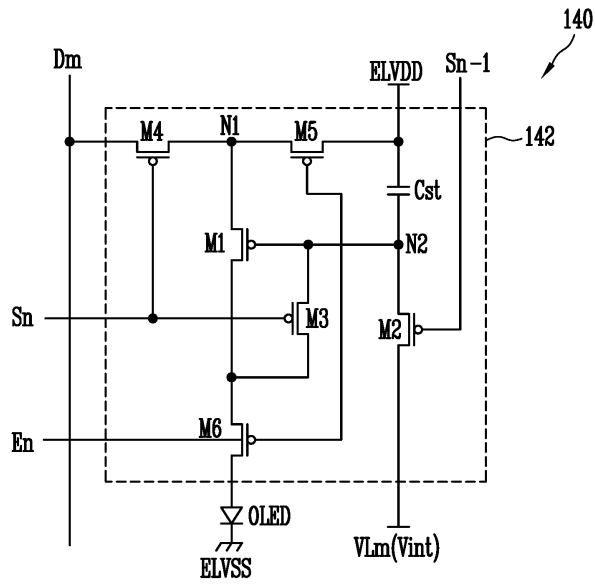 140
Dm
ELVDD
Sn-1
M4
N1
M5
142
Cst
M1
N2
Sn
M3
M2
M6
En
OLED
ELVSS
VLm(Vint)